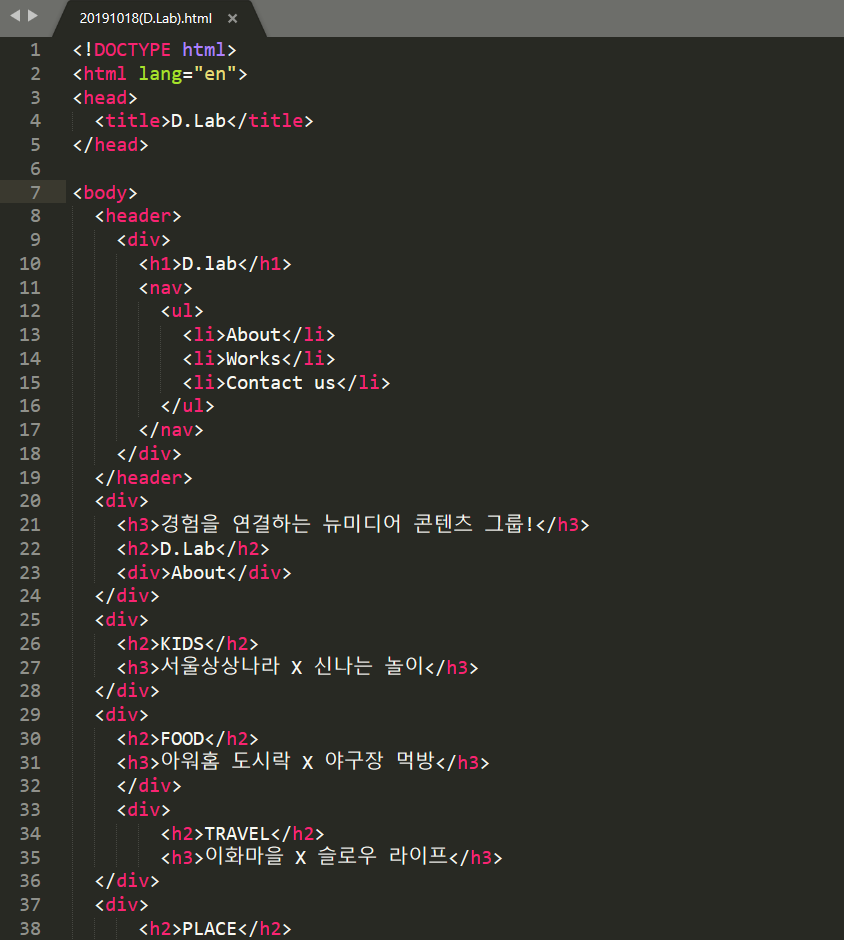 20191018(D.Lab).html ×
1 <!DOCTYPE html>
2 <html lang="en">
3 <head>
4   <title>D.Lab</title>
5 </head>
6
7 <body>
8   <header>
9     <div>
10       <h1>D.lab</h1>
11       <nav>
12         <ul>
13           <li>About</li>
14           <li>Works</li>
15           <li>Contact us</li>
16         </ul>
17       </nav>
18     </div>
19   </header>
20   <div>
21     <h3>경험을 연결하는 뉴미디어 콘텐츠 그룹!</h3>
22     <h2>D.Lab</h2>
23     <div>About</div>
24   </div>
25   <div>
26     <h2>KIDS</h2>
27     <h3>서울상상나라 X 신나는 놀이</h3>
28   </div>
29   <div>
30     <h2>FOOD</h2>
31     <h3>아워홈 도시락 X 야구장 먹방</h3>
32     </div>
33     <div>
34         <h2>TRAVEL</h2>
35         <h3>이화마을 X 슬로우 라이프</h3>
36   </div>
37   <div>
38       <h2>PLACE</h2>